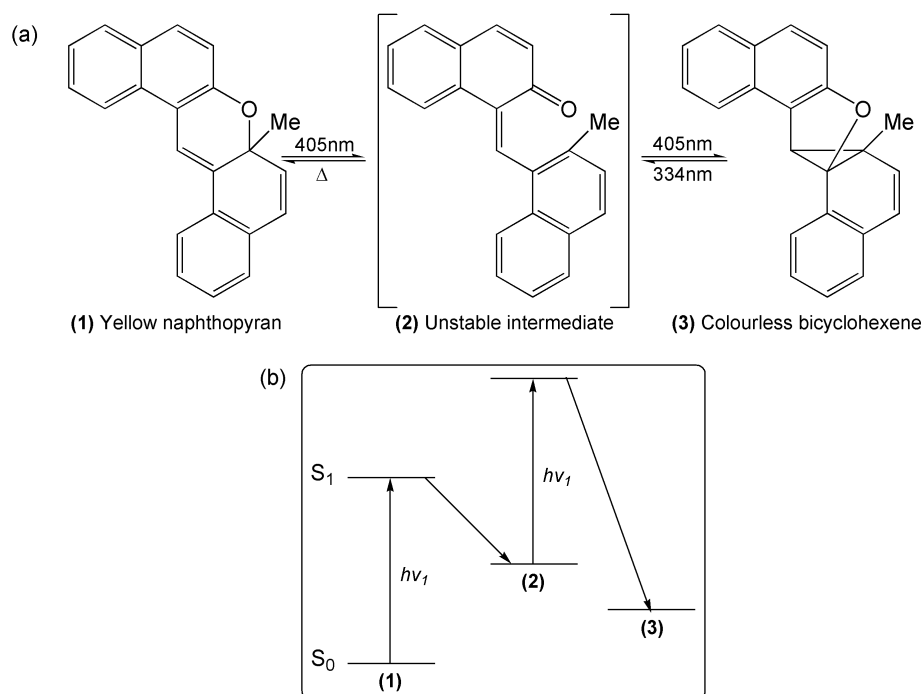 (a)
O
Me
405nm
Δ
O
Me
405nm
334nm
O
Me
(1) Yellow naphthopyran
(2) Unstable intermediate
(3) Colourless bicyclohexene
(b)
S1
hv1
hv1
(2)
(3)
S0
(1)